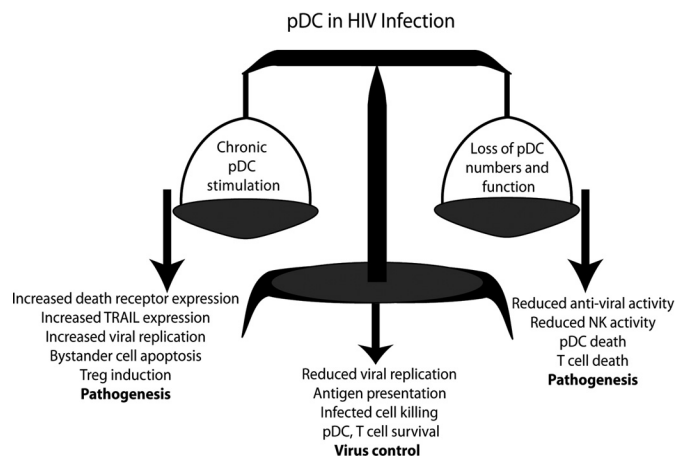 pDC in HIV Infection
Chronic
pDC
stimulation
Loss of pDC
numbers and
function
Increased death receptor expression
Increased TRAIL expression
Increased viral replication
Bystander cell apoptosis
Treg induction
Pathogenesis
Reduced viral replication
Antigen presentation
Infected cell killing
pDC, T cell survival
Virus control
Reduced anti-viral activity
Reduced NK activity
pDC death
T cell death
Pathogenesis